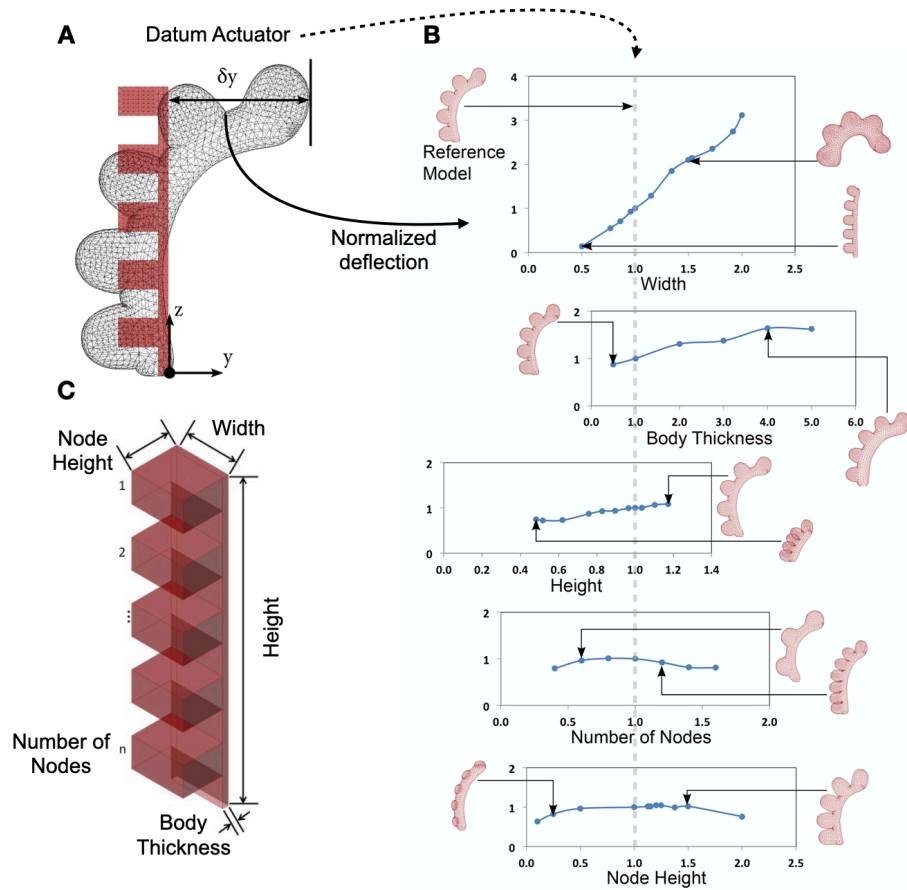 A
Datum Actuator
B
δy
z
y
Normalized
deflection
Reference
Model
4
3
2
1
0
0.0 0.5 1.0 1.5 2.0 2.5
Width
2
1
0
0.0 1.0 2.0 3.0 4.0 5.0 6.0
Body Thickness
2
1
0
0.0 0.2 0.4 0.6 0.8 1.0 1.2 1.4
Height
2
1
0
0.0 0.5 1.0 1.5 2.0
Number of Nodes
2
1
0
0.0 0.5 1.0 1.5 2.0 2.5
Node Height
C
Node
Height
Width
1
2
...
n
Height
Number of
Nodes
Body
Thickness